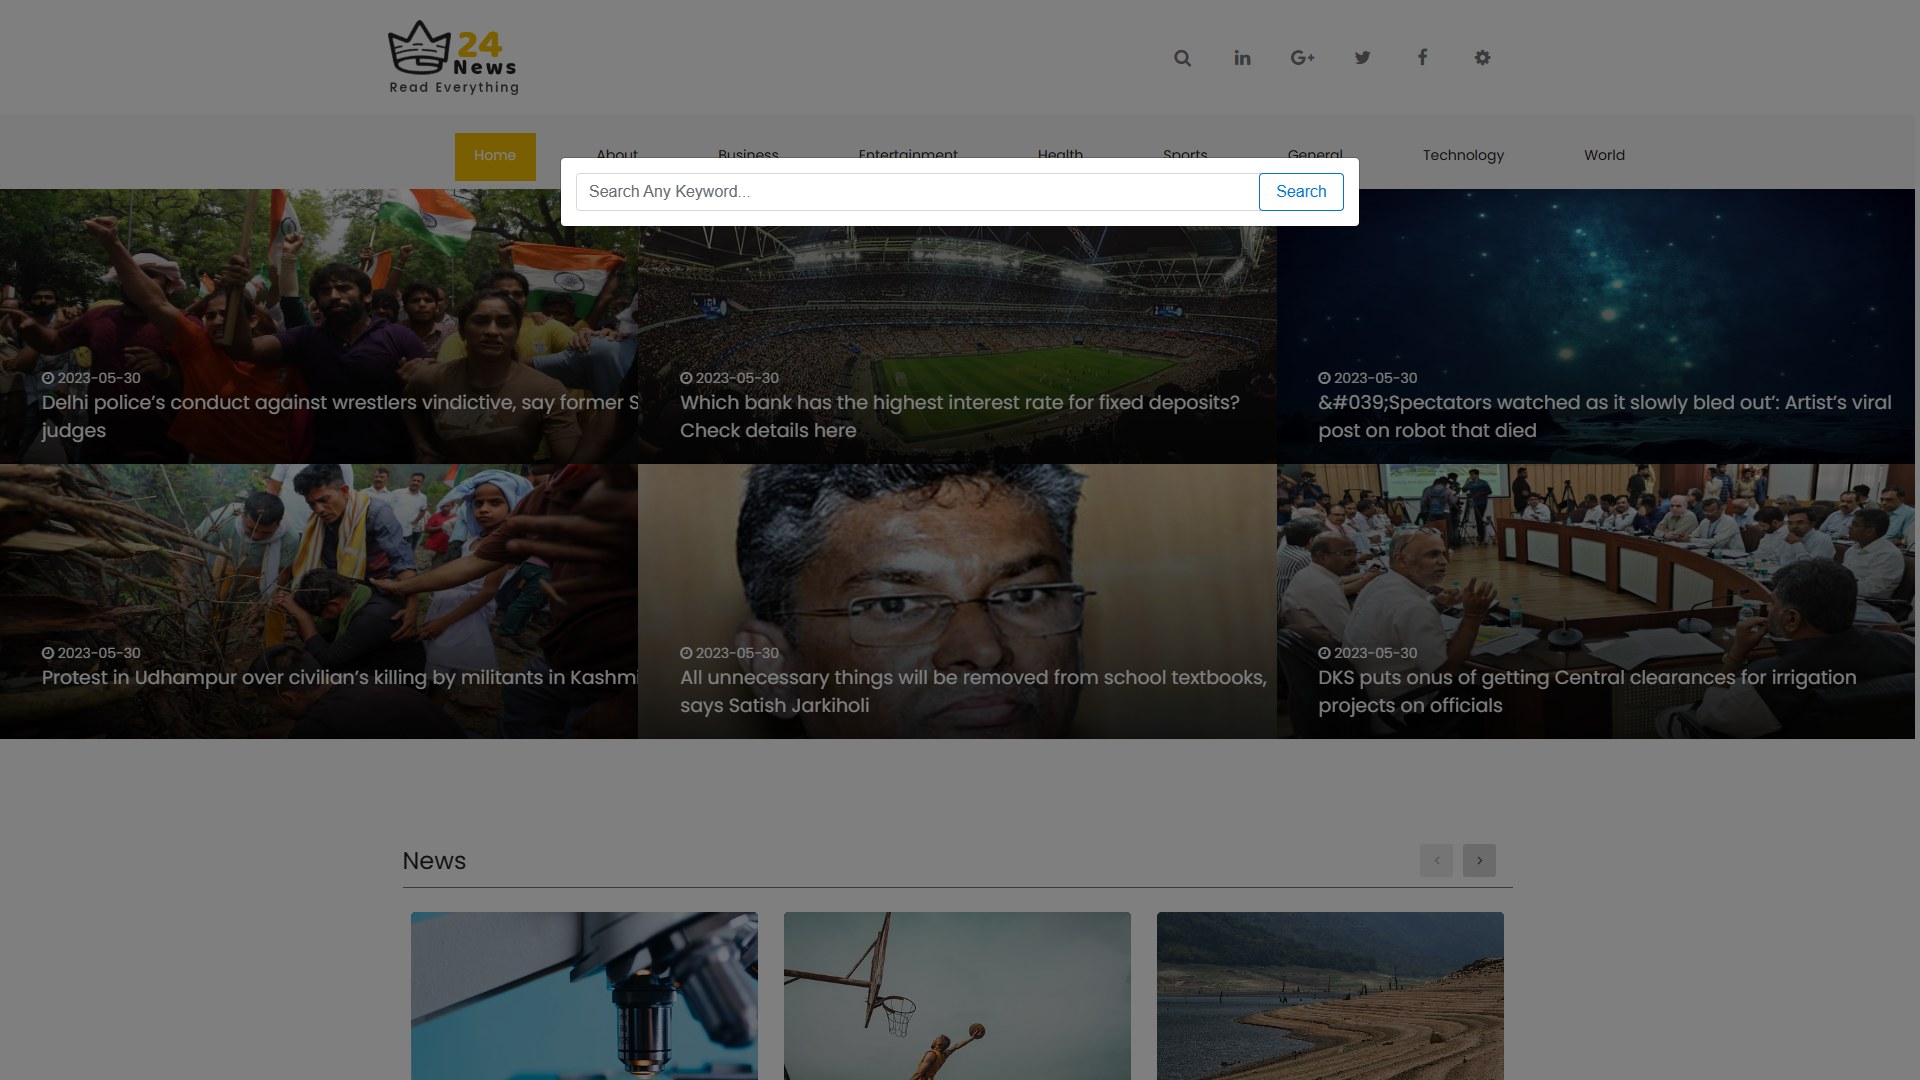 24
News
Read Everything
Home
About
Business
Entertainment
Health
Sports
General
Technology
World
Search Any Keyword...
Search
2023-05-30
Delhi police’s conduct against wrestlers vindictive, say former S
judges
2023-05-30
Which bank has the highest interest rate for fixed deposits?
Check details here
2023-05-30
&#039;Spectators watched as it slowly bled out’: Artist’s viral
post on robot that died
2023-05-30
Protest in Udhampur over civilian’s killing by militants in Kashmi
2023-05-30
All unnecessary things will be removed from school textbooks,
says Satish Jarkiholi
2023-05-30
DKS puts onus of getting Central clearances for irrigation
projects on officials
News